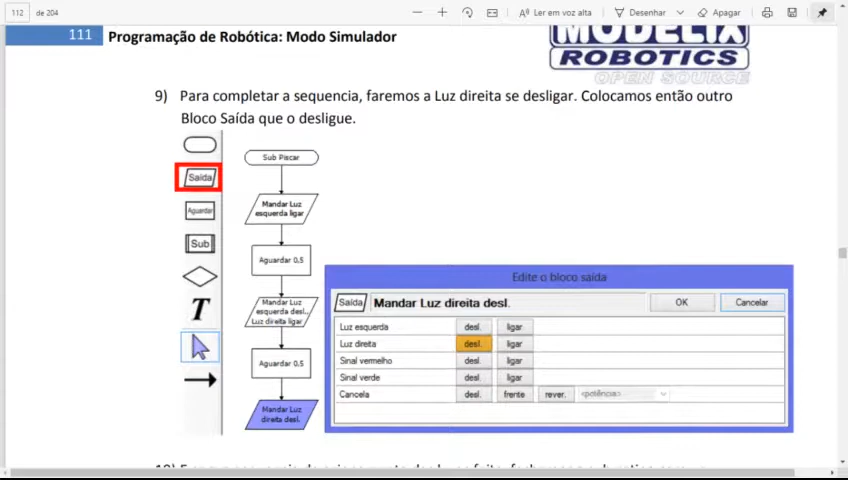 112 de 204 Ler em voz alta Desenhar Apagar
111 Programação de Robótica: Modo Simulador
MODELIX
ROBOTICS
OPEN SOURCE
9) Para completar a sequencia, faremos a Luz direita se desligar. Colocamos então outro
Bloco Saída que o desligue.
Saída
Aguardar
Sub
T
Sub Piscar
Mandar Luz
esquerda ligar
Aguardar 0,5
Mandar Luz
esquerda desl.,
Luz direita ligar
Aguardar 0,5
Mandar Luz
direita desl.
Edite o bloco saída
Saída Mandar Luz direita desl. OK Cancelar
Luz esquerda desl. ligar
Luz direita desl. ligar
Sinal vermelho desl. ligar
Sinal verde desl. ligar
Cancela desl. frente rever. <potência>